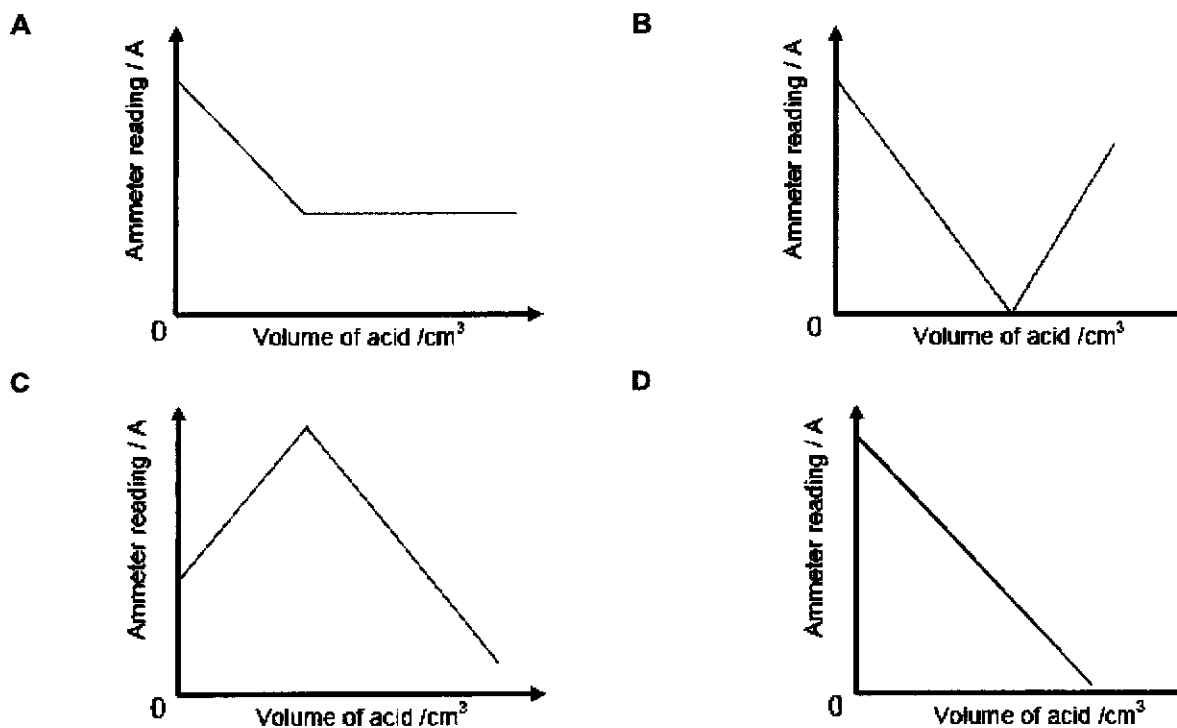 A
Ammeter reading / A
0
Volume of acid /cm³
B
Ammeter reading / A
0
Volume of acid /cm³
C
Ammeter reading / A
0
Volume of acid /cm³
D
Ammeter reading / A
0
Volume of acid /cm³